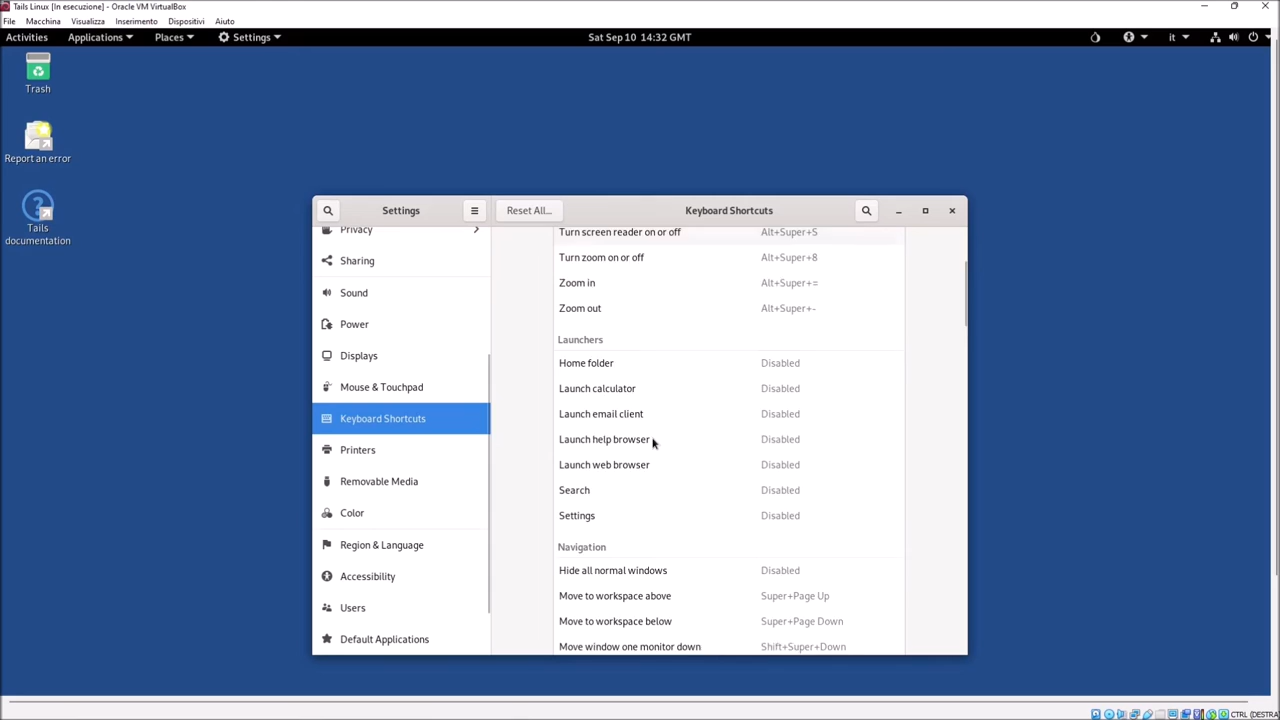 Tails Linux [In esecuzione] - Oracle VM VirtualBox
File Macchina Visualizza Inserimento Dispositivi Aiuto
Activities Applications Places Settings Sat Sep 10 14:32 GMT it
Trash
Report an error
Tails
documentation
Settings Reset All... Keyboard Shortcuts
Privacy
Sharing
Sound
Power
Displays
Mouse & Touchpad
Keyboard Shortcuts
Printers
Removable Media
Color
Region & Language
Accessibility
Users
Default Applications
Turn screen reader on or off Alt+Super+S
Turn zoom on or off Alt+Super+8
Zoom in Alt+Super+=
Zoom out Alt+Super+-
Launchers
Home folder Disabled
Launch calculator Disabled
Launch email client Disabled
Launch help browser Disabled
Launch web browser Disabled
Search Disabled
Settings Disabled
Navigation
Hide all normal windows Disabled
Move to workspace above Super+Page Up
Move to workspace below Super+Page Down
Move window one monitor down Shift+Super+Down
CTRL (DESTRA